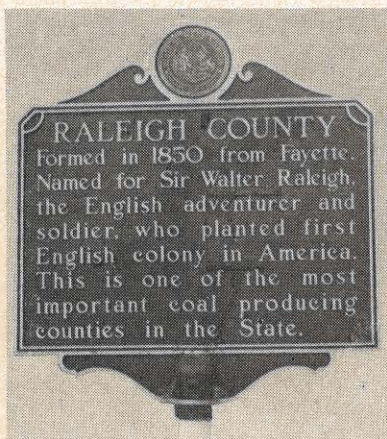 RALEIGH COUNTY
Formed in 1850 from Fayette.
Named for Sir Walter Raleigh,
the English adventurer and
soldier, who planted first
English colony in America.
This is one of the most
important coal producing
counties in the State.